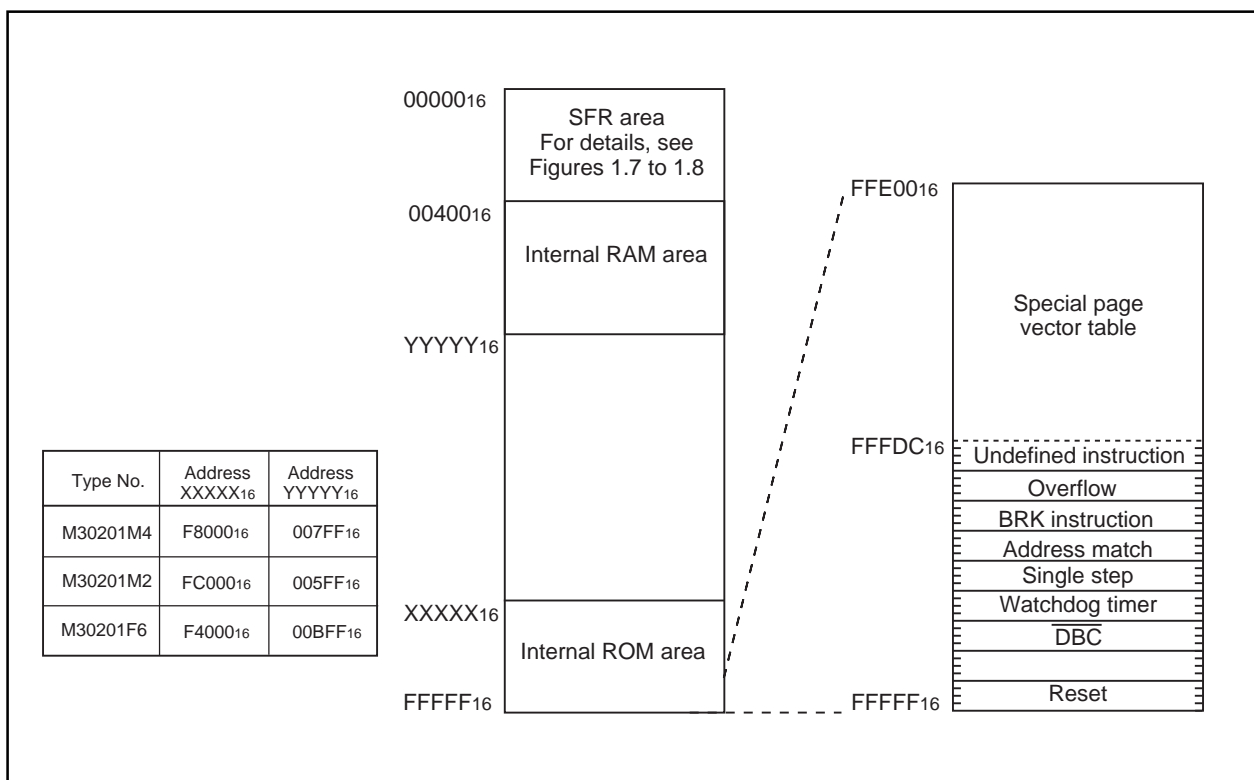 0000016
SFR area
For details, see
Figures 1.7 to 1.8
0040016
Internal RAM area
YYYYY16
XXXXX16
Internal ROM area
FFFFF16
FFE0016
Special page
vector table
FFFDC16
Undefined instruction
Overflow
BRK instruction
Address match
Single step
Watchdog timer
DBC
Reset
FFFFF16
Type No. Address XXXXX16 Address YYYYY16
M30201M4 F800016 007FF16
M30201M2 FC00016 005FF16
M30201F6 F400016 00BFF16